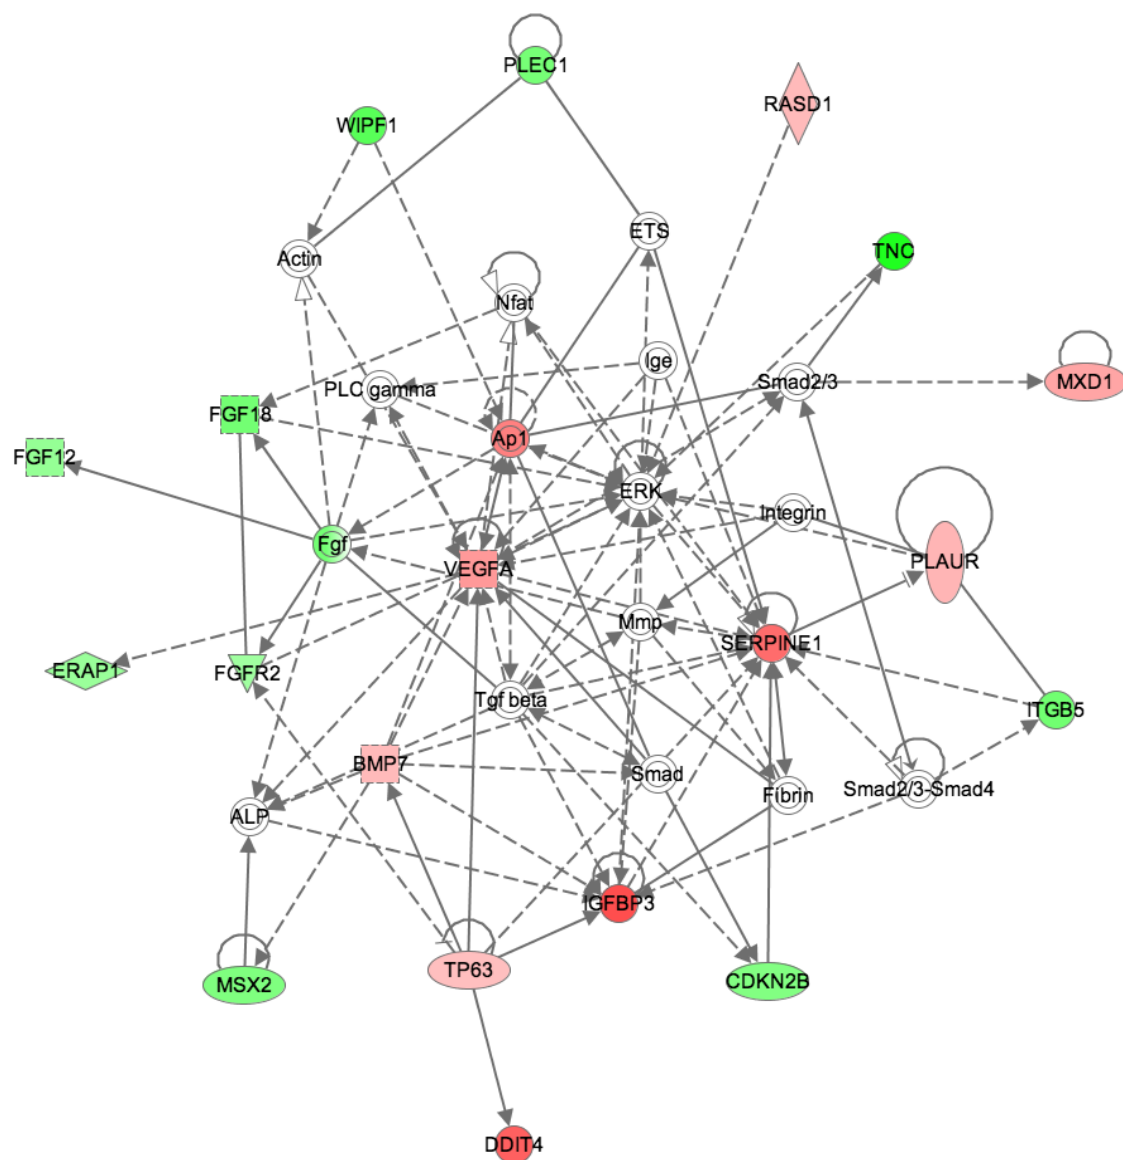 PLEC1
RASD1
WIPF1
ETS
TNC
Actin
Nfat
Ige
Smad2/3
MXD1
PLC gamma
FGF18
Ap1
FGF12
ERK
Integrin
Fgf
VEGFA
PLAUR
Mmp
SERPINE1
ERAP1
FGFR2
Tgf beta
ITGB5
BMP7
Smad
Fibrin
Smad2/3-Smad4
ALP
IGFBP3
TP63
MSX2
CDKN2B
DDIT4